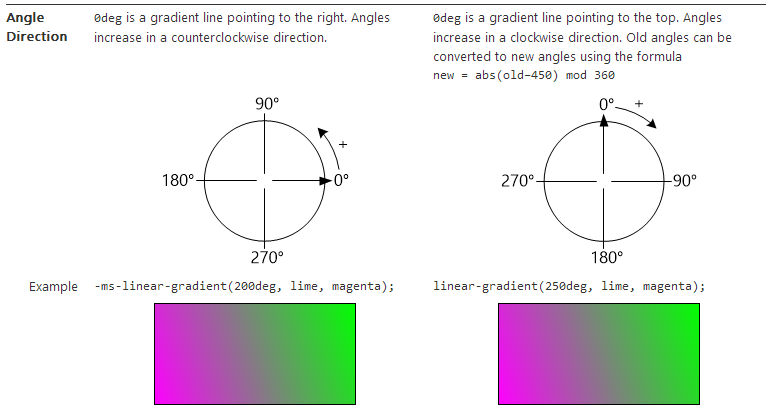 Angle
Direction
0deg is a gradient line pointing to the right. Angles
increase in a counterclockwise direction.
0deg is a gradient line pointing to the top. Angles
increase in a clockwise direction. Old angles can be
converted to new angles using the formula
new = abs(old-450) mod 360
90°
+
180°
0°
270°
0°
+
270°
90°
180°
Example
-ms-linear-gradient(200deg, lime, magenta);
linear-gradient(250deg, lime, magenta);